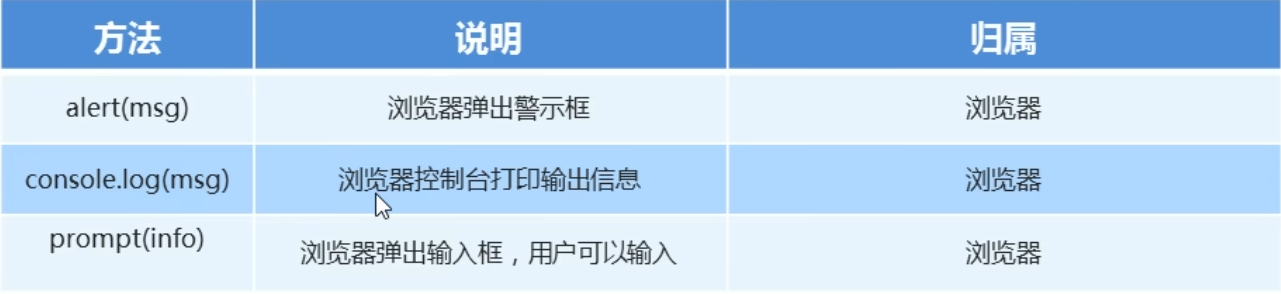 方法 说明 归属
alert(msg) 浏览器弹出警示框 浏览器
console.log(msg) 浏览器控制台打印输出信息 浏览器
prompt(info) 浏览器弹出输入框，用户可以输入 浏览器